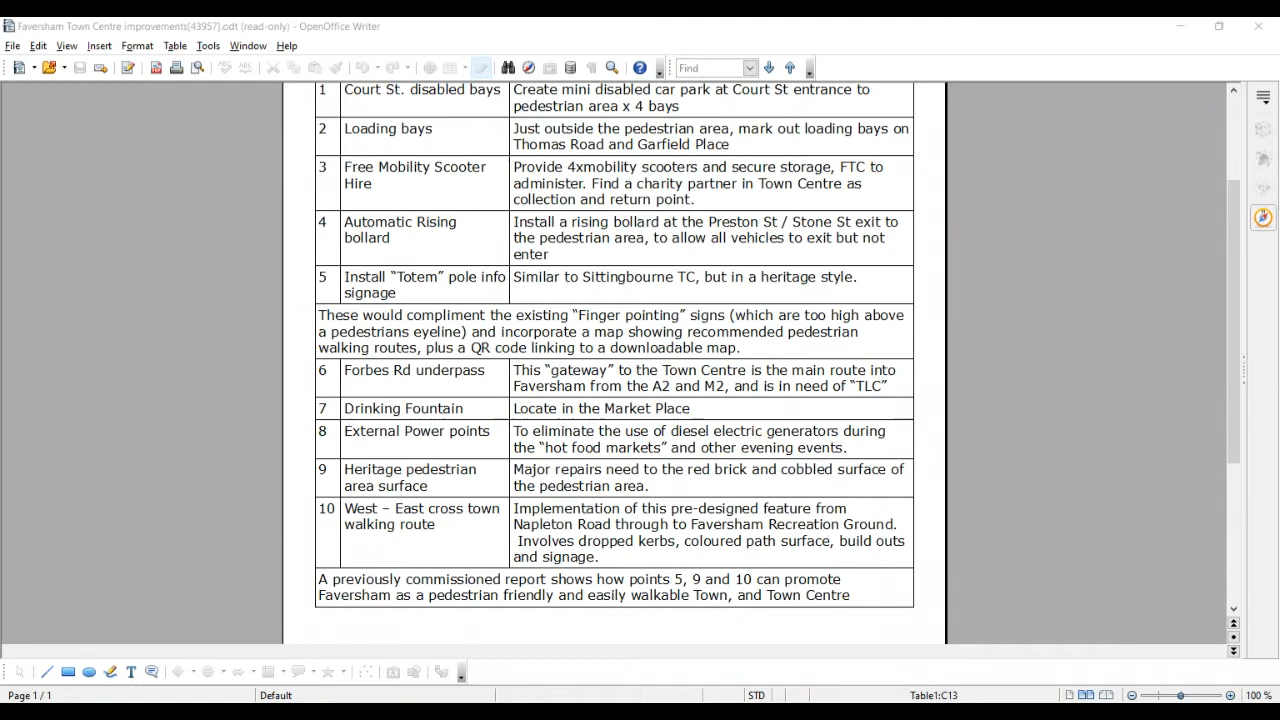 Faversham Town Centre improvements[43957].odt (read-only) - OpenOffice Writer
File Edit View Insert Format Table Tools Window Help
Find
1 Court St. disabled bays Create mini disabled car park at Court St entrance to
pedestrian area x 4 bays
2 Loading bays Just outside the pedestrian area, mark out loading bays on
Thomas Road and Garfield Place
3 Free Mobility Scooter Provide 4xmobility scooters and secure storage, FTC to
Hire administer. Find a charity partner in Town Centre as
collection and return point.
4 Automatic Rising Install a rising bollard at the Preston St / Stone St exit to
bollard the pedestrian area, to allow all vehicles to exit but not
enter
5 Install “Totem” pole info Similar to Sittingbourne TC, but in a heritage style.
signage
These would compliment the existing “Finger pointing” signs (which are too high above
a pedestrians eyeline) and incorporate a map showing recommended pedestrian
walking routes, plus a QR code linking to a downloadable map.
6 Forbes Rd underpass This “gateway” to the Town Centre is the main route into
Faversham from the A2 and M2, and is in need of “TLC”
7 Drinking Fountain Locate in the Market Place
8 External Power points To eliminate the use of diesel electric generators during
the “hot food markets” and other evening events.
9 Heritage pedestrian Major repairs need to the red brick and cobbled surface of
area surface the pedestrian area.
10 West – East cross town Implementation of this pre-designed feature from
walking route Napleton Road through to Faversham Recreation Ground.
Involves dropped kerbs, coloured path surface, build outs
and signage.
A previously commissioned report shows how points 5, 9 and 10 can promote
Faversham as a pedestrian friendly and easily walkable Town, and Town Centre
Page 1 / 1 Default STD Table1:C13 100 %